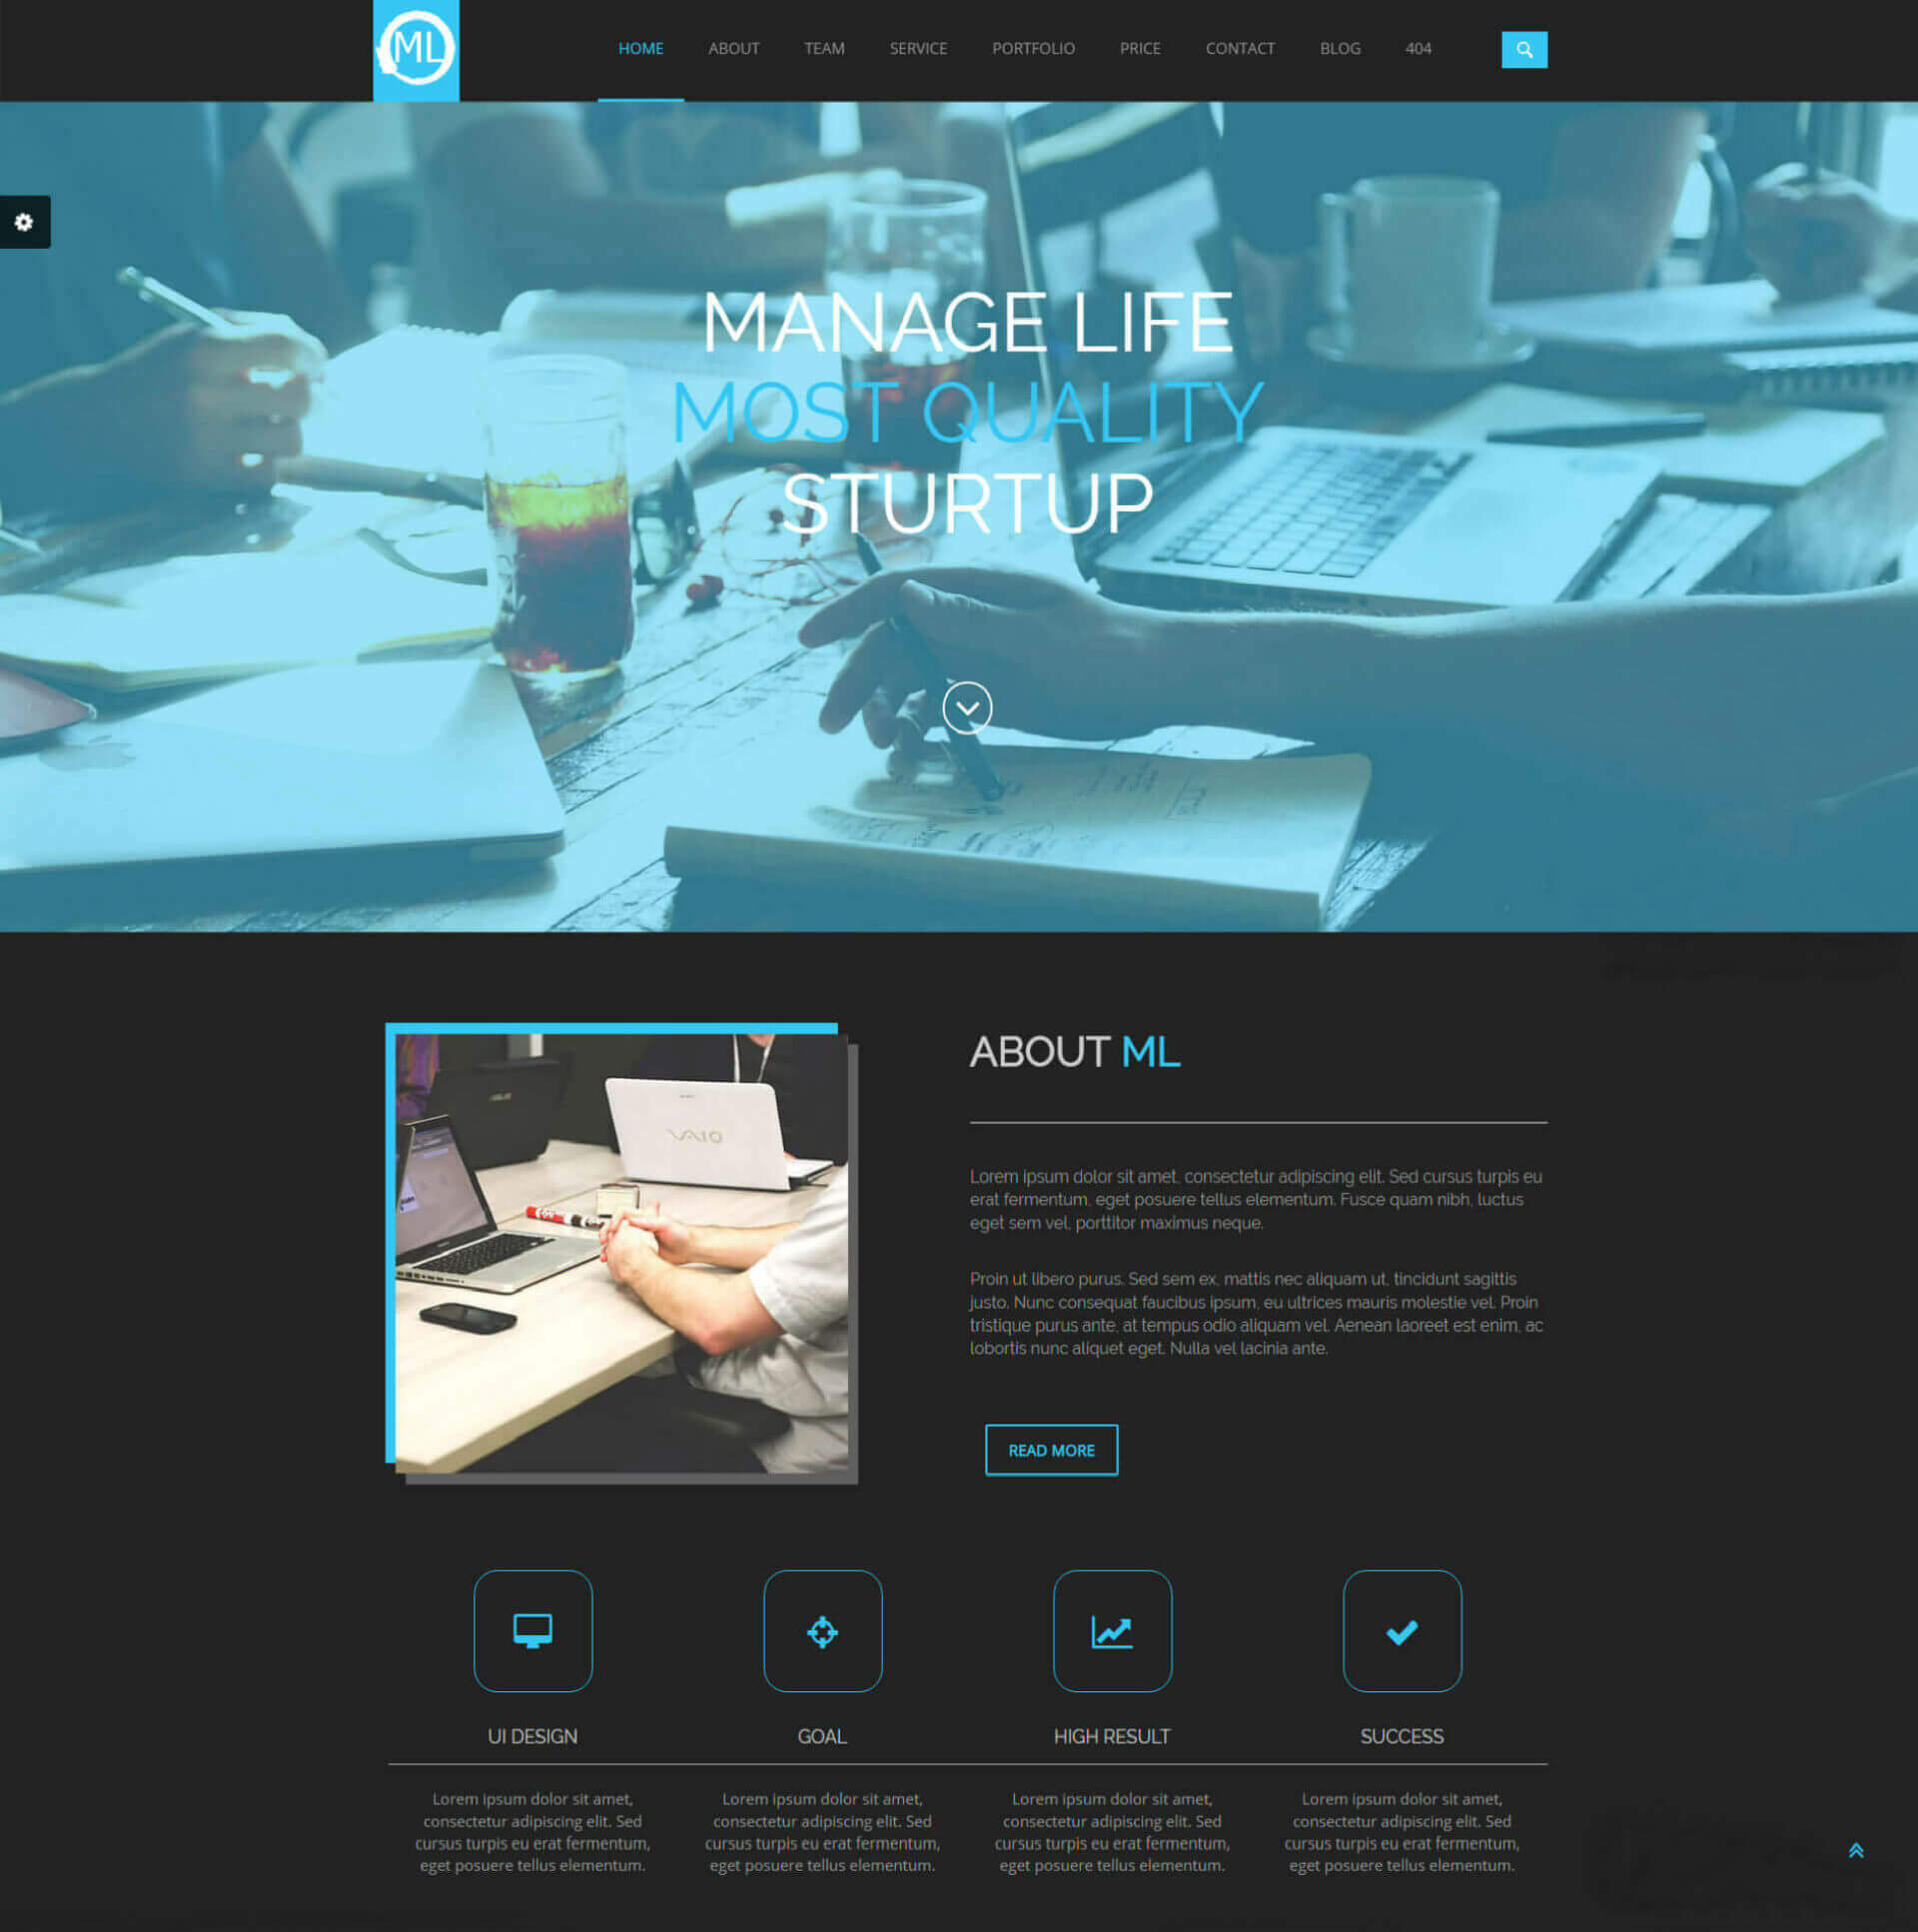 ML
HOME ABOUT TEAM SERVICE PORTFOLIO PRICE CONTACT BLOG 404
MANAGE LIFE
MOST QUALITY
STURTUP
ABOUT ML
ASUS
VAIO
Lorem ipsum dolor sit amet, consectetur adipiscing elit. Sed cursus turpis eu
erat fermentum, eget posuere tellus elementum. Fusce quam nibh, luctus
eget sem vel, porttitor maximus neque.
Proin ut libero purus. Sed sem ex, mattis nec aliquam ut, tincidunt sagittis
justo. Nunc consequat faucibus ipsum, eu ultrices mauris molestie vel. Proin
tristique purus ante, at tempus odio aliquam vel. Aenean laoreet est enim, ac
lobortis nunc aliquet eget. Nulla vel lacinia ante.
READ MORE
UI DESIGN
GOAL
HIGH RESULT
SUCCESS
Lorem ipsum dolor sit amet,
consectetur adipiscing elit. Sed
cursus turpis eu erat fermentum,
eget posuere tellus elementum.
Lorem ipsum dolor sit amet,
consectetur adipiscing elit. Sed
cursus turpis eu erat fermentum,
eget posuere tellus elementum.
Lorem ipsum dolor sit amet,
consectetur adipiscing elit. Sed
cursus turpis eu erat fermentum,
eget posuere tellus elementum.
Lorem ipsum dolor sit amet,
consectetur adipiscing elit. Sed
cursus turpis eu erat fermentum,
eget posuere tellus elementum.